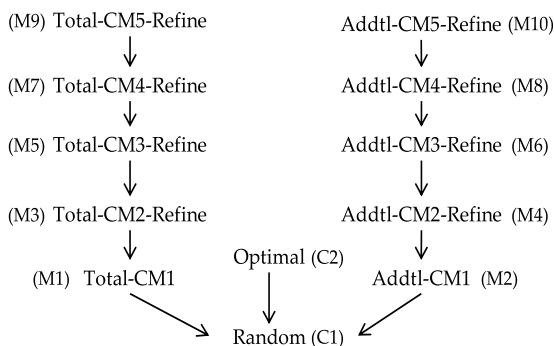 (M9) Total-CM5-Refine Addtl-CM5-Refine (M10)
(M7) Total-CM4-Refine Addtl-CM4-Refine (M8)
(M5) Total-CM3-Refine Addtl-CM3-Refine (M6)
(M3) Total-CM2-Refine Addtl-CM2-Refine (M4)
Optimal (C2)
(M1) Total-CM1 Addtl-CM1 (M2)
Random (C1)